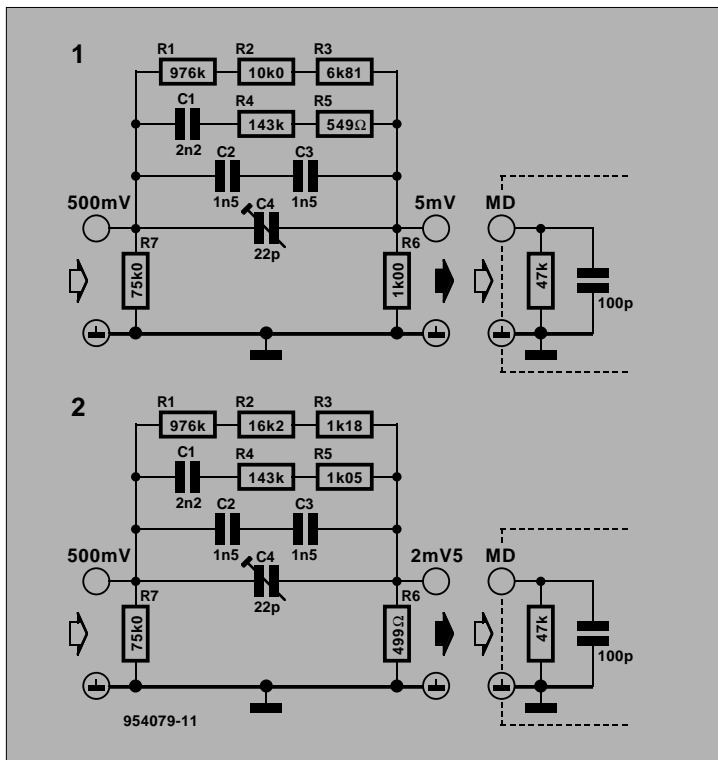 1
R1 R2 R3
976k 10k0 6k81
C1 R4 R5
2n2 143k 549Ω
C2 C3
1n5 1n5
500mV C4 5mV MD
22p
R7 R6
75k0 1k00 47k
100p
2
R1 R2 R3
976k 16k2 1k18
C1 R4 R5
2n2 143k 1k05
C2 C3
1n5 1n5
500mV C4 2mV5 MD
22p
R7 R6
75k0 499Ω 47k
100p
954079-11